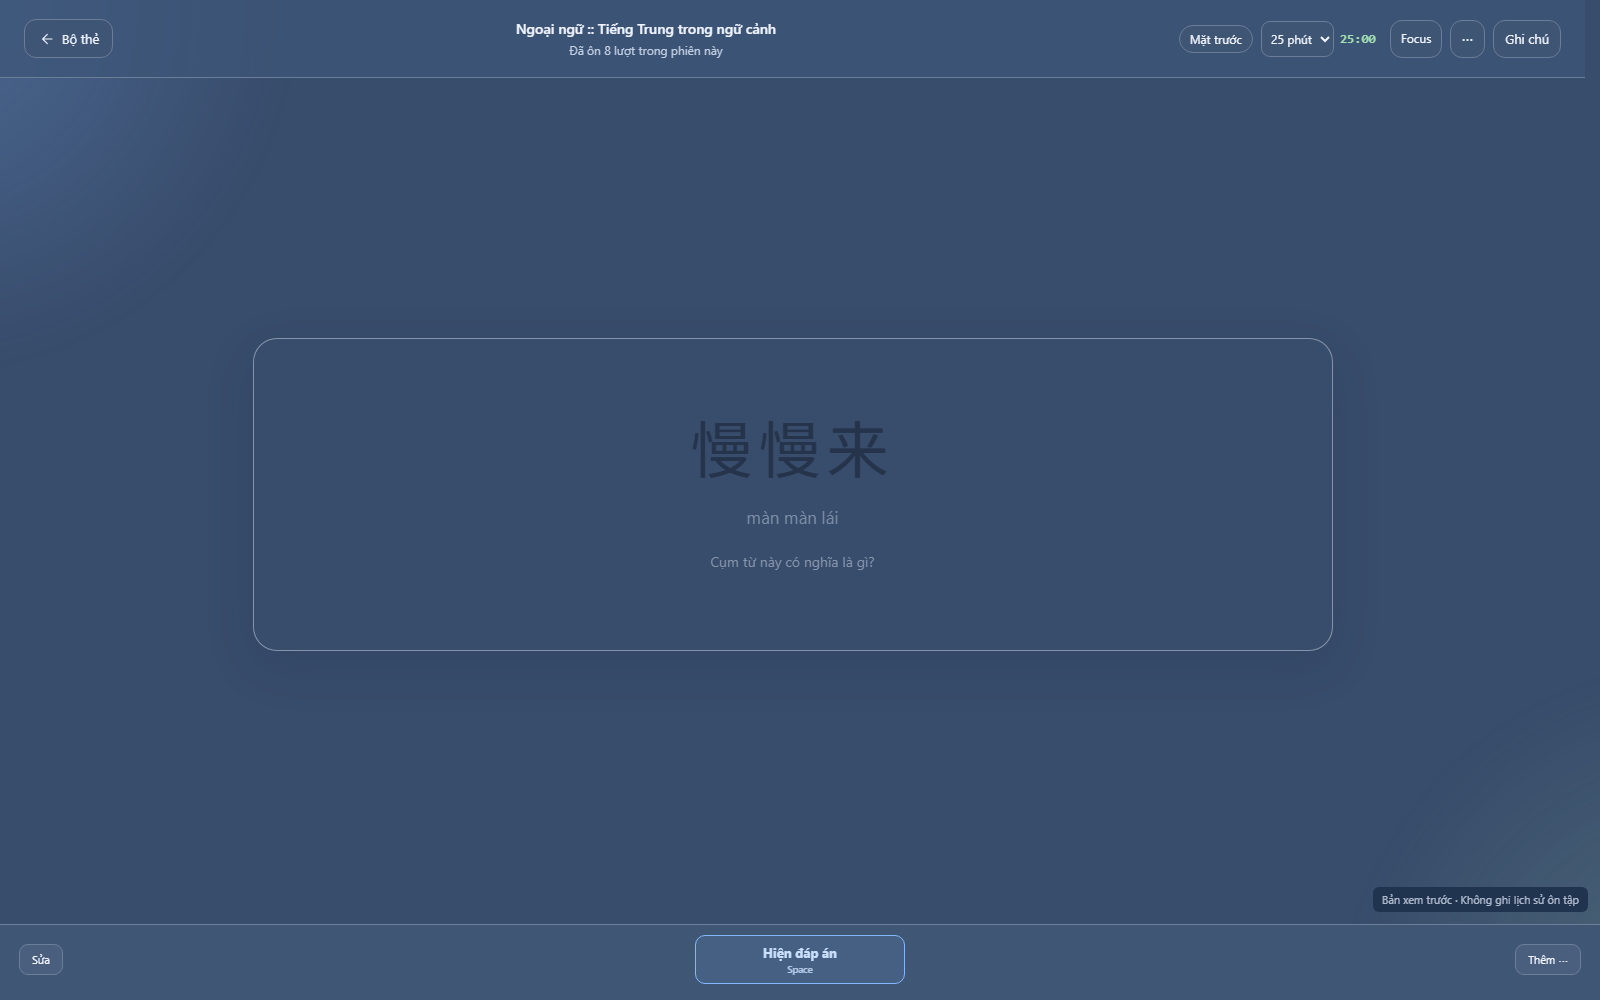 Bộ thẻ
Ngoại ngữ :: Tiếng Trung trong ngữ cảnh
Đã ôn 8 lượt trong phiên này
Mặt trước
25 phút
25:00
Focus
···
Ghi chú
慢慢来
màn màn lái
Cụm từ này có nghĩa là gì?
Bản xem trước · Không ghi lịch sử ôn tập
Sửa
Hiện đáp án
Space
Thêm ···